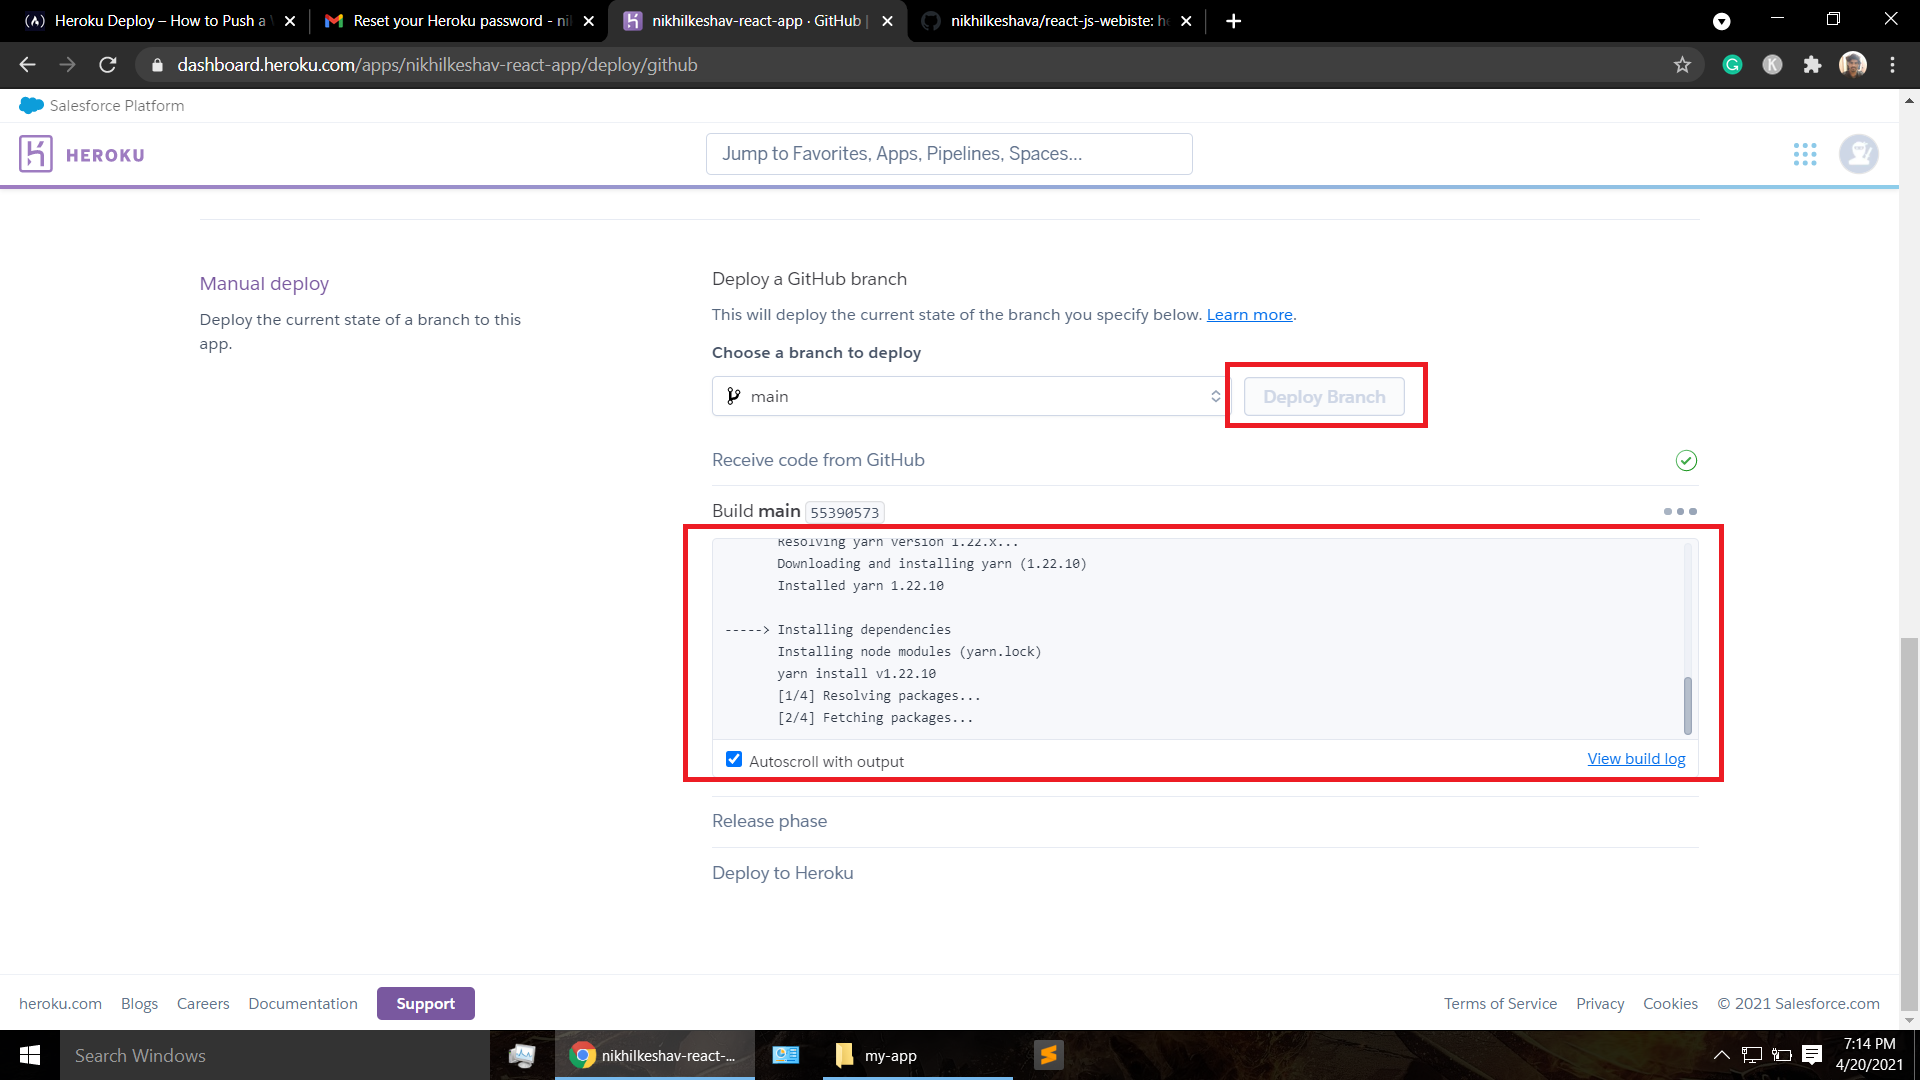 Heroku Deploy – How to Push a
Reset your Heroku password - ni
nikhilkeshav-react-app · GitHub |
nikhilkeshava/react-js-webiste: he
dashboard.heroku.com/apps/nikhilkeshav-react-app/deploy/github
Salesforce Platform
HEROKU
Jump to Favorites, Apps, Pipelines, Spaces...
Manual deploy
Deploy the current state of a branch to this
app.
Deploy a GitHub branch
This will deploy the current state of the branch you specify below. Learn more.
Choose a branch to deploy
main
Deploy Branch
Receive code from GitHub
Build main 55390573
Resolving yarn version 1.22.x...
Downloading and installing yarn (1.22.10)
Installed yarn 1.22.10
-----> Installing dependencies
Installing node modules (yarn.lock)
yarn install v1.22.10
[1/4] Resolving packages...
[2/4] Fetching packages...
Autoscroll with output
View build log
Release phase
Deploy to Heroku
heroku.com Blogs Careers Documentation Support
Terms of Service Privacy Cookies © 2021 Salesforce.com
Search Windows
nikhilkeshav-react-...
my-app
7:14 PM
4/20/2021